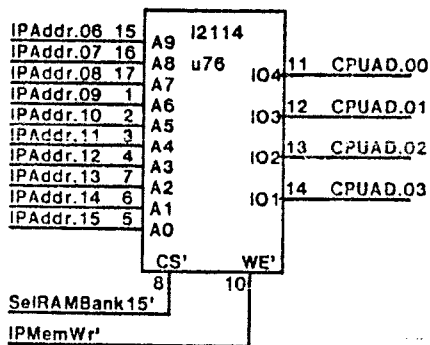 IPAddr.06 15 A9 I2114
IPAddr.07 16 A8 u76 IO4 11 CPUAD.00
IPAddr.08 17 A7
IPAddr.09 1 A6 IO3 12 CPUAD.01
IPAddr.10 2 A5
IPAddr.11 3 A4 IO2 13 CPUAD.02
IPAddr.12 4 A3
IPAddr.13 7 A2 IO1 14 CPUAD.03
IPAddr.14 6 A1
IPAddr.15 5 A0
CS' WE'
8 10
SelRAMBank15'
IPMemWr'